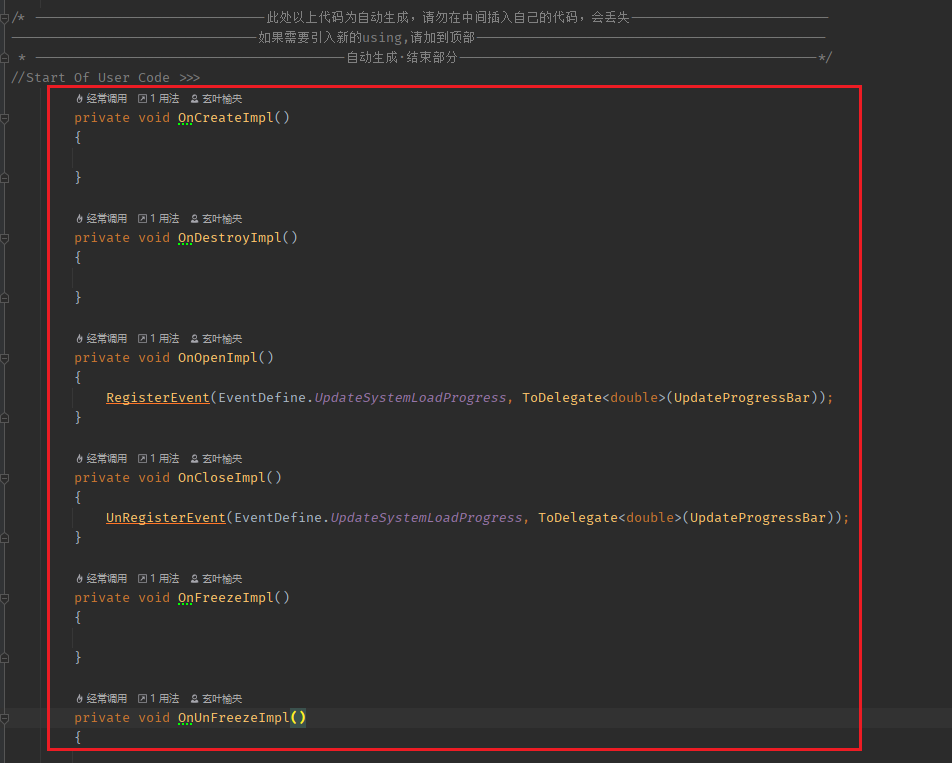 /* ————————————————此处以上代码为自动生成，请勿在中间插入自己的代码，会丢失————————————————
————————————————如果需要引入新的using,请加到顶部————————————————
* ————————————————自动生成·结束部分————————————————*/
//Start Of User Code >>>
经常调用 1 用法 玄叶榆央
private void OnCreateImpl()
{
}
经常调用 1 用法 玄叶榆央
private void OnDestroyImpl()
{
}
经常调用 1 用法 玄叶榆央
private void OnOpenImpl()
{
RegisterEvent(EventDefine.UpdateSystemLoadProgress, ToDelegate<double>(UpdateProgressBar));
}
经常调用 1 用法 玄叶榆央
private void OnCloseImpl()
{
UnRegisterEvent(EventDefine.UpdateSystemLoadProgress, ToDelegate<double>(UpdateProgressBar));
}
经常调用 1 用法 玄叶榆央
private void OnFreezeImpl()
{
}
经常调用 1 用法 玄叶榆央
private void OnUnFreezeImpl()
{